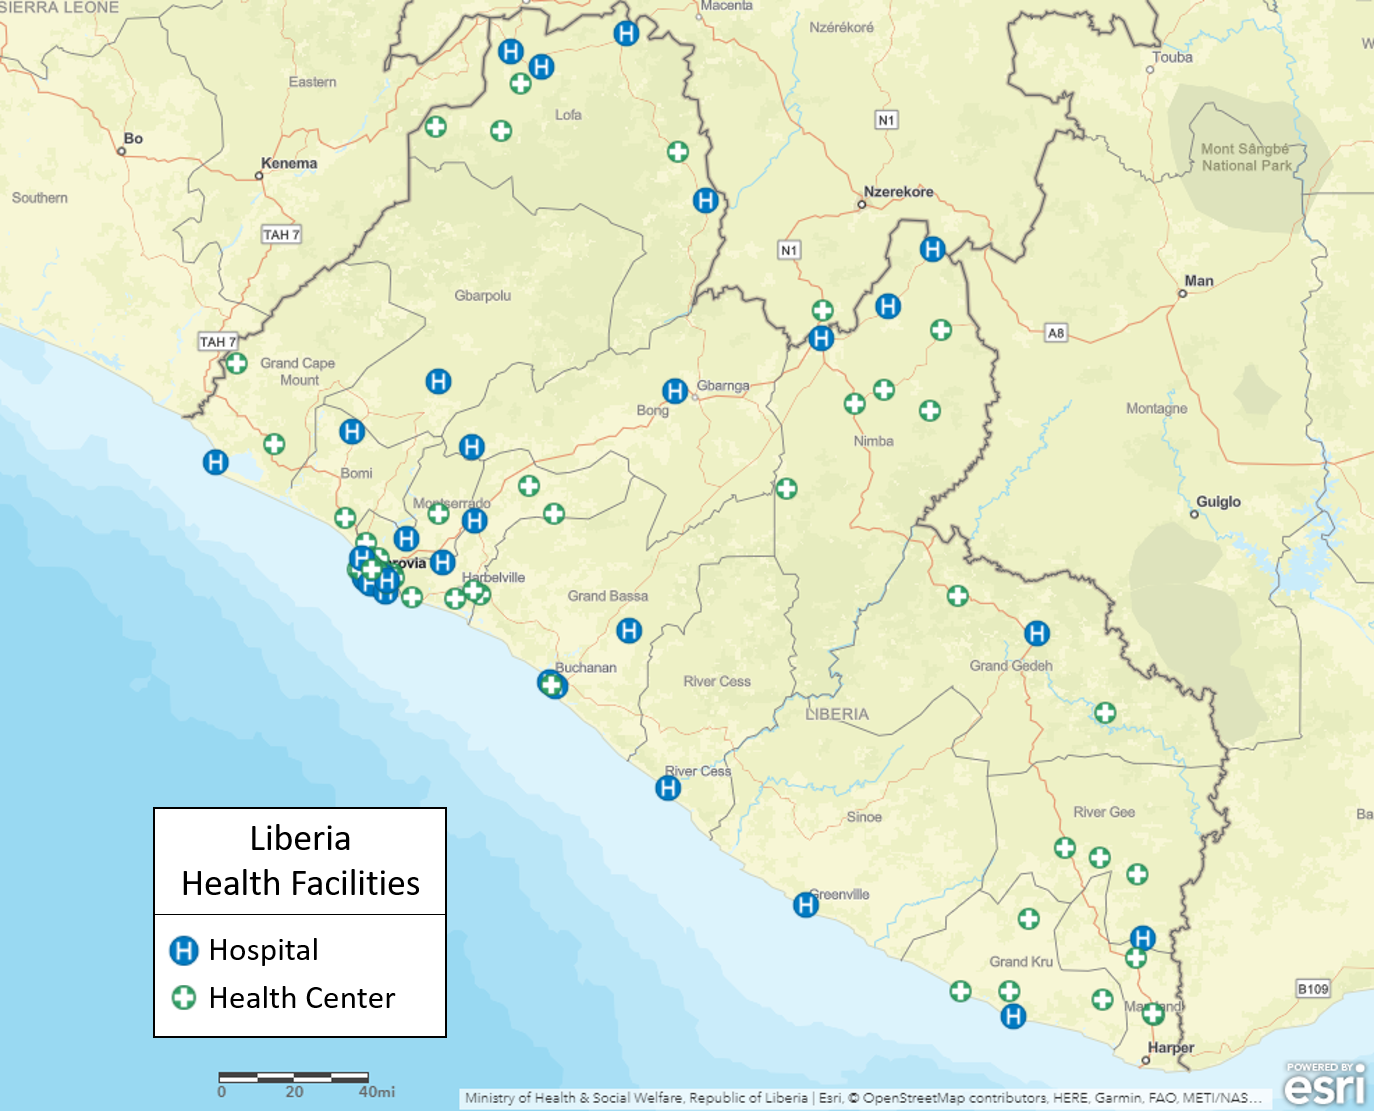 SIERRA LEONE
Macenta
Nzérékoré
Touba
Eastern
Lofa
N1
Bo
Kenema
Mont Sângbé
National Park
Southern
Nzerekore
TAH 7
N1
Man
Gbarpolu
TAH 7
A8
Grand Cape
Mount
Gbarnga
Bong
Montagne
Nimba
Bomi
Montserrado
Guiglo
rovia
Harbelville
Grand Bassa
Buchanan
Grand Gedeh
River Cess
LIBERIA
River Cess
River Gee
Sinoe
Greenville
Grand Kru
B109
Harper
Liberia
Health Facilities
H Hospital
Health Center
0 20 40mi
Ministry of Health & Social Welfare, Republic of Liberia | Esri, © OpenStreetMap contributors, HERE, Garmin, FAO, METI/NAS...
POWERED BY
esri